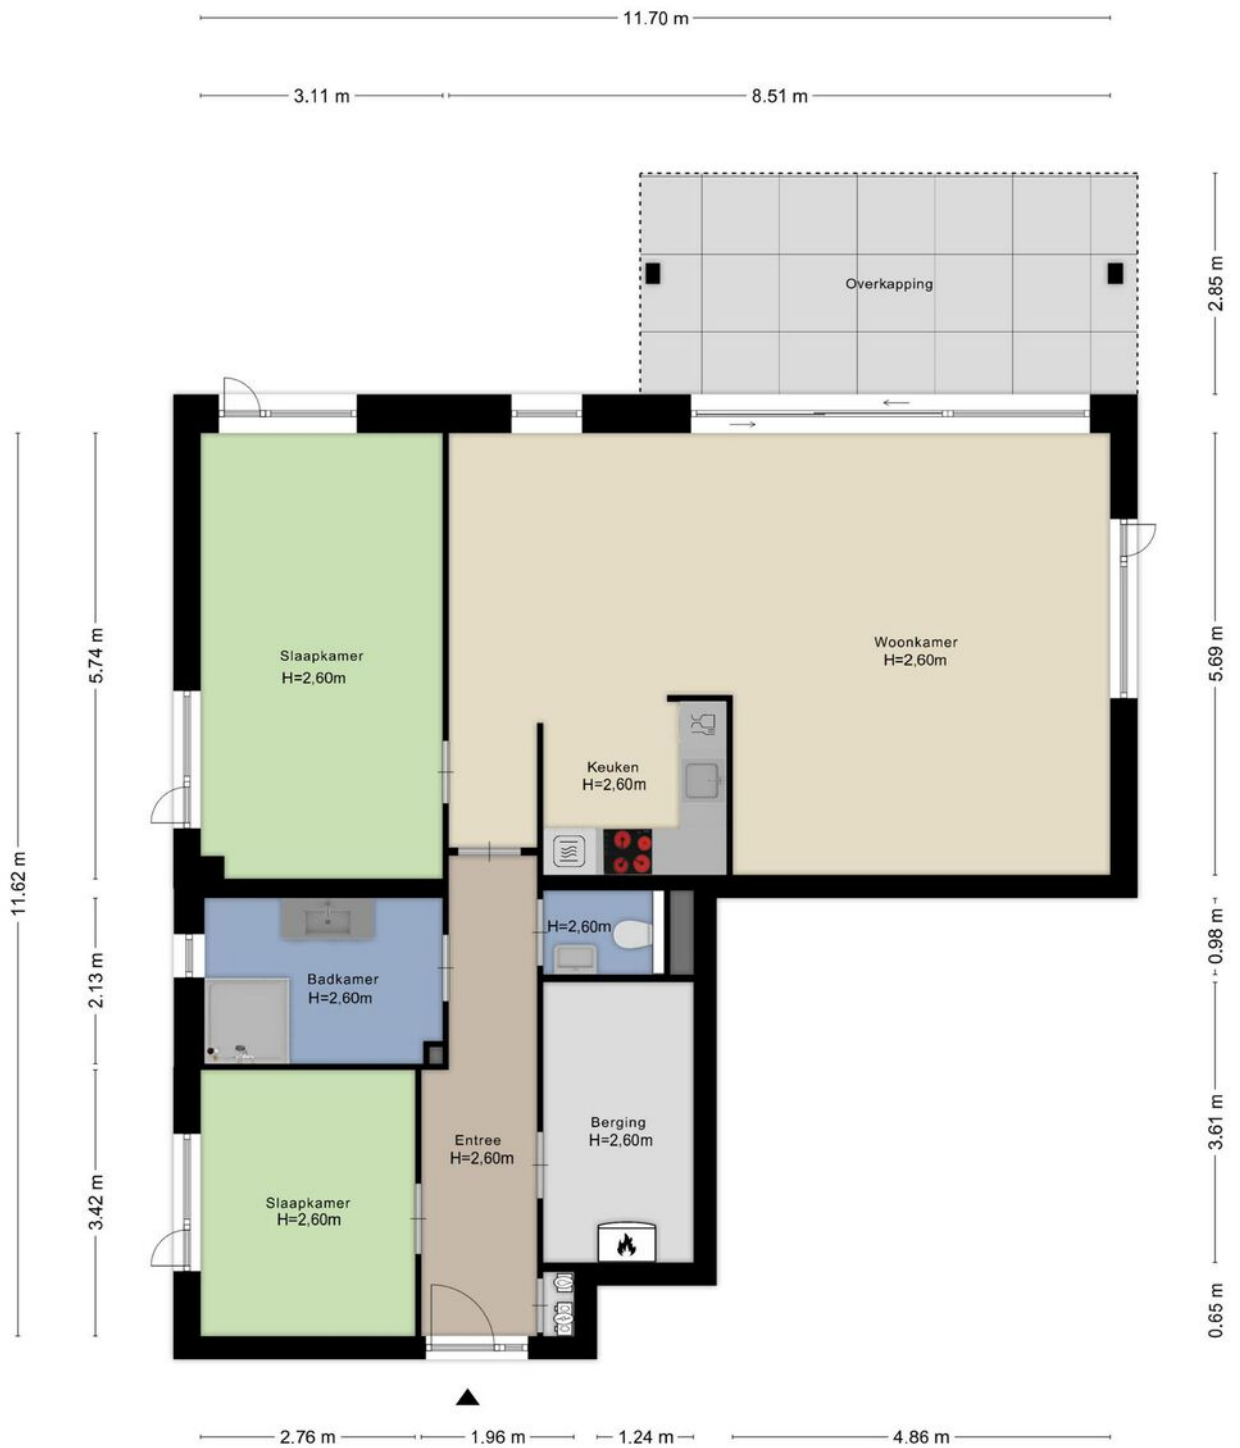 11.70 m
3.11 m
8.51 m
2.85 m
Overkapping
5.74 m
5.69 m
11.62 m
Slaapkamer
H=2,60m
Woonkamer
H=2,60m
Keuken
H=2,60m
H=2,60m
0.98 m
2.13 m
Badkamer
H=2,60m
3.61 m
Berging
H=2,60m
Entree
H=2,60m
3.42 m
Slaapkamer
H=2,60m
0.65 m
2.76 m
1.96 m
1.24 m
4.86 m